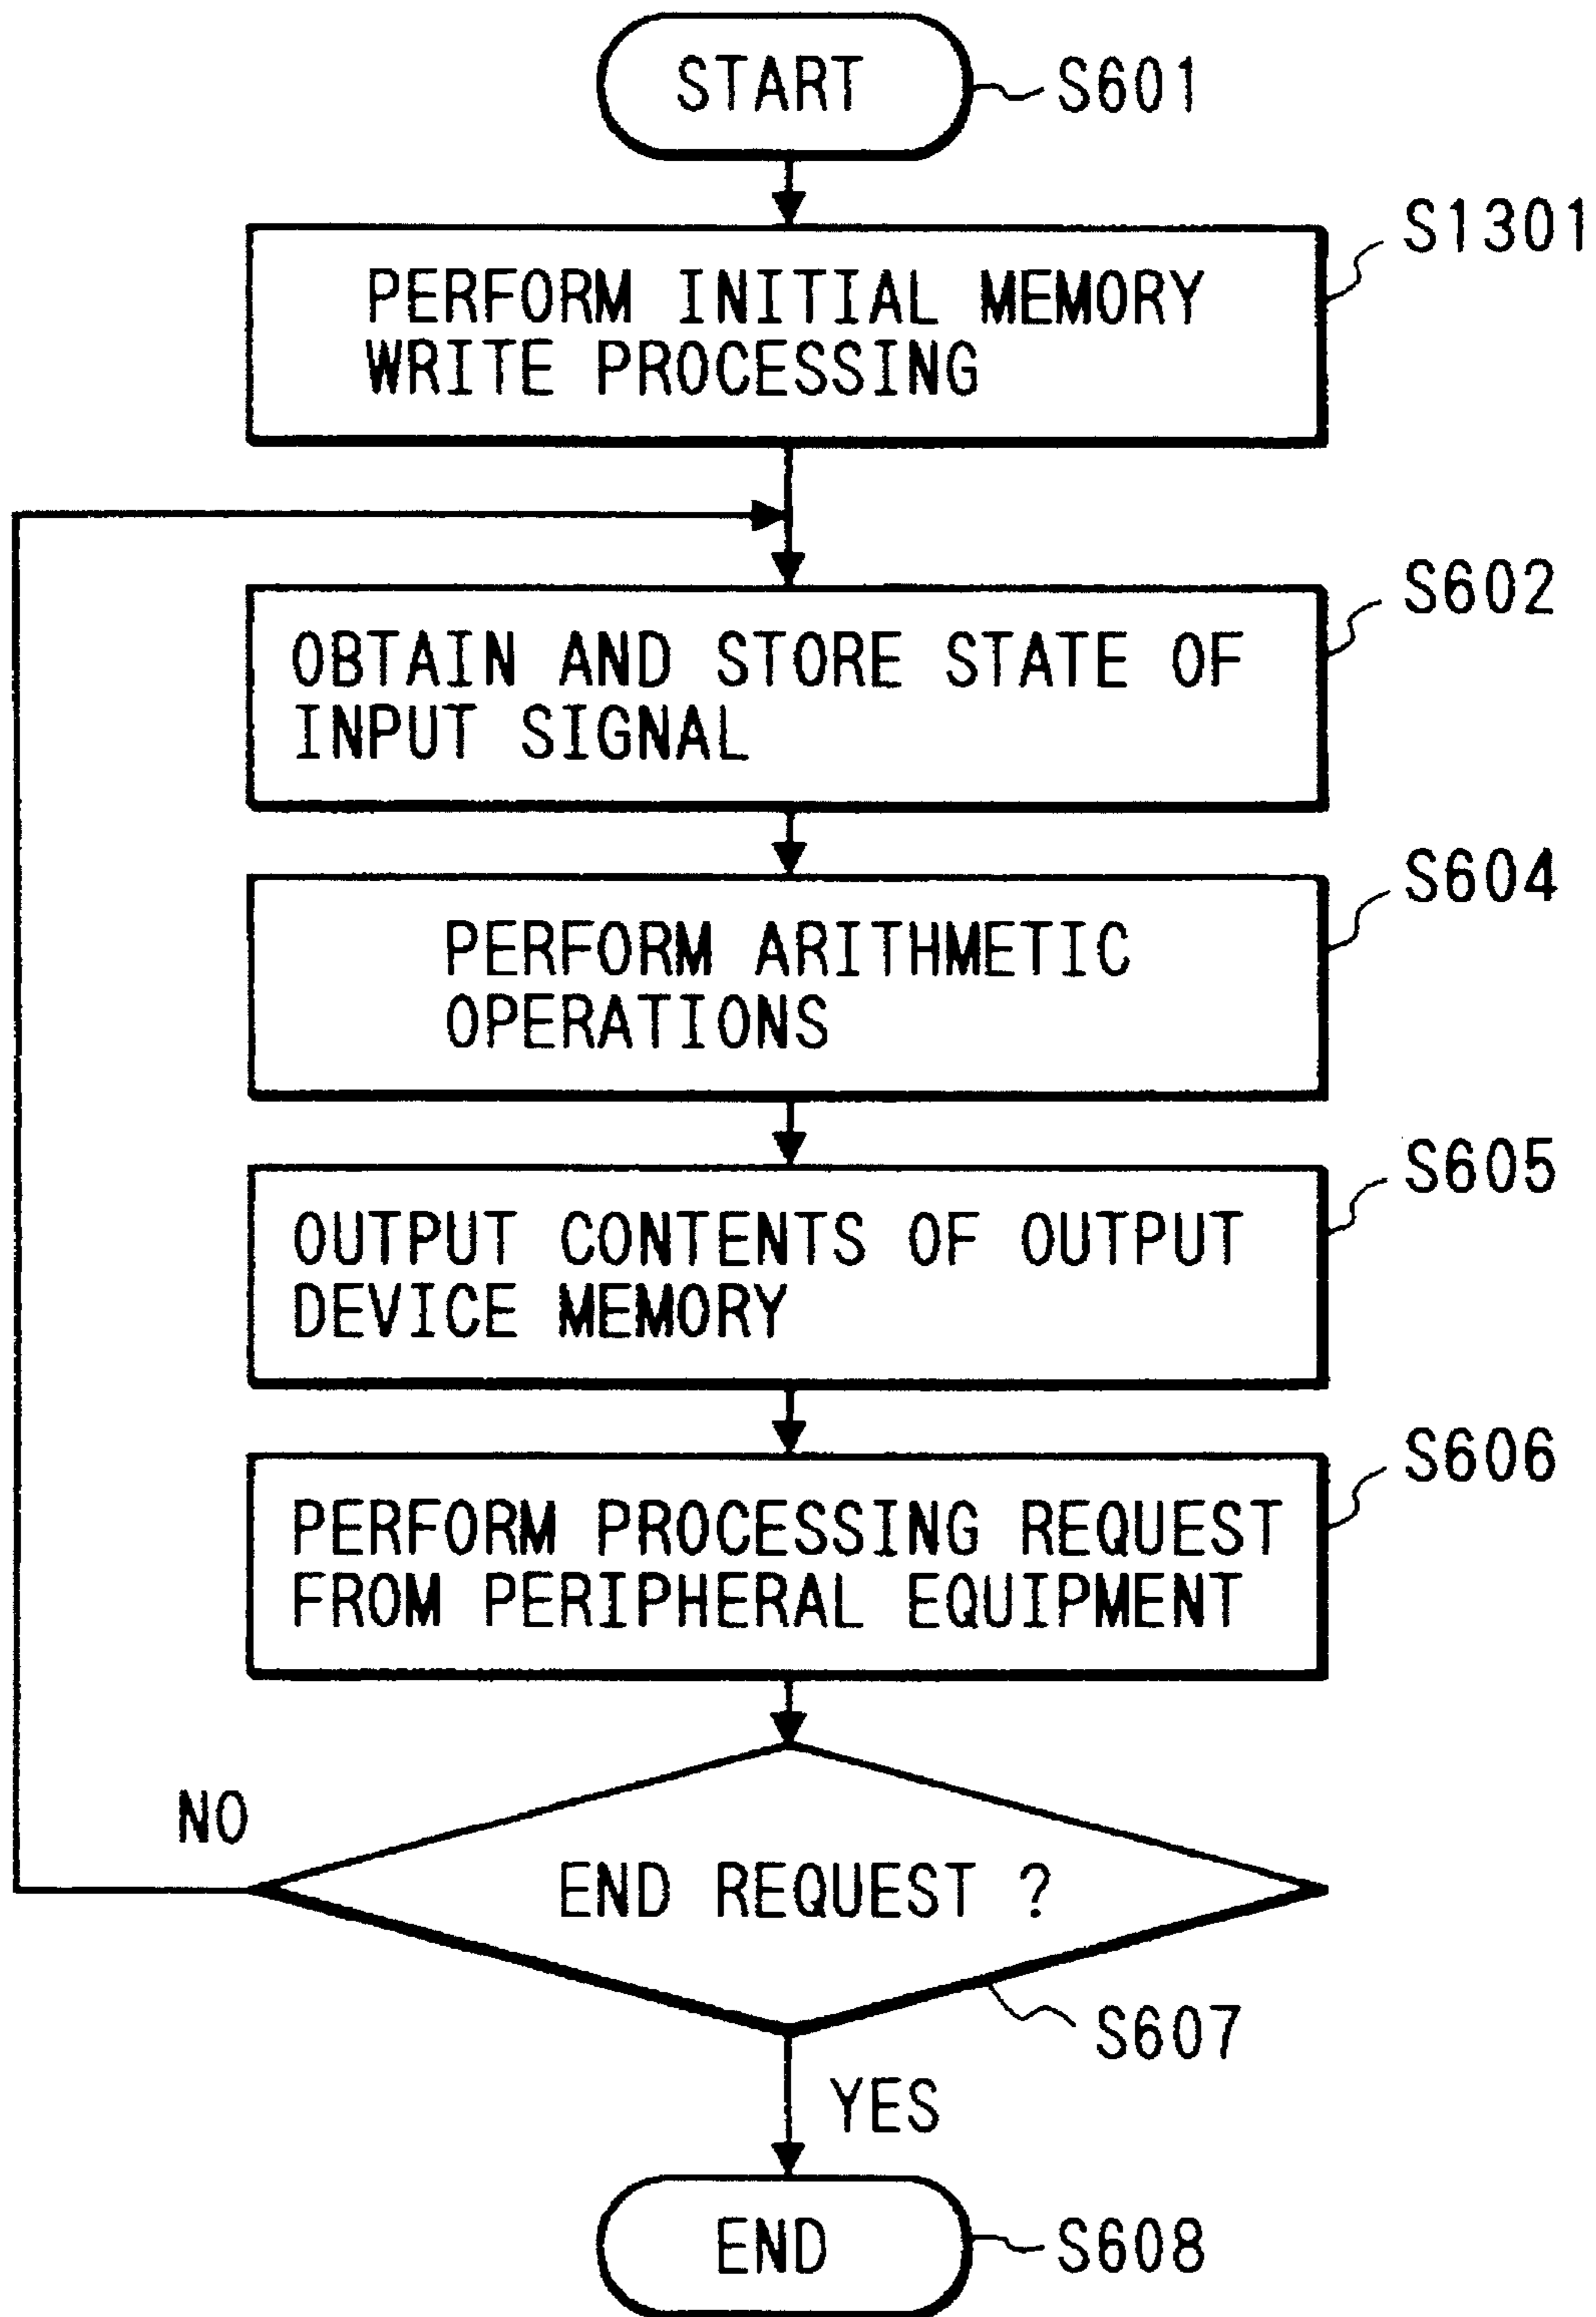 START
S601
S1301
PERFORM INITIAL MEMORY
WRITE PROCESSING
S602
OBTAIN AND STORE STATE OF
INPUT SIGNAL
S604
PERFORM ARITHMETIC
OPERATIONS
S605
OUTPUT CONTENTS OF OUTPUT
DEVICE MEMORY
S606
PERFORM PROCESSING REQUEST
FROM PERIPHERAL EQUIPMENT
NO
END REQUEST ?
S607
YES
END
S608